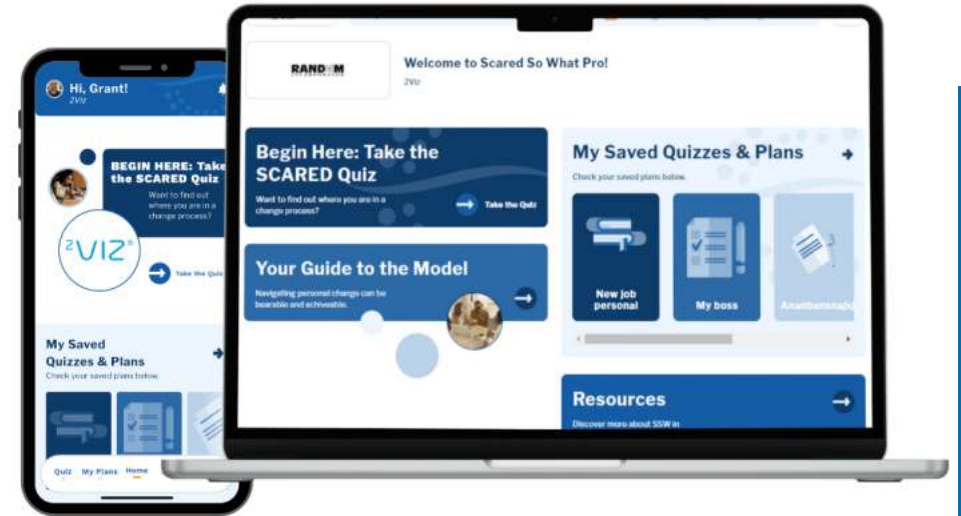 Hi, Grant!
2Viz
BEGIN HERE: Take
the SCARED Quiz
Want to find out
where you are in a
change process?
2VIZ®
Take the Quiz
My Saved
Quizzes & Plans
Check your saved plans below.
Quiz My Plans Home
RANDOM
Welcome to Scared So What Pro!
2Viz
Begin Here: Take the
SCARED Quiz
Want to find out where you are in a
change process?
Take the Quiz
Your Guide to the Model
Navigating personal change can be
bearable and achiveable.
My Saved Quizzes & Plans
Check your saved plans below.
New job
personal
My boss
Resources
Discover more about SSW in